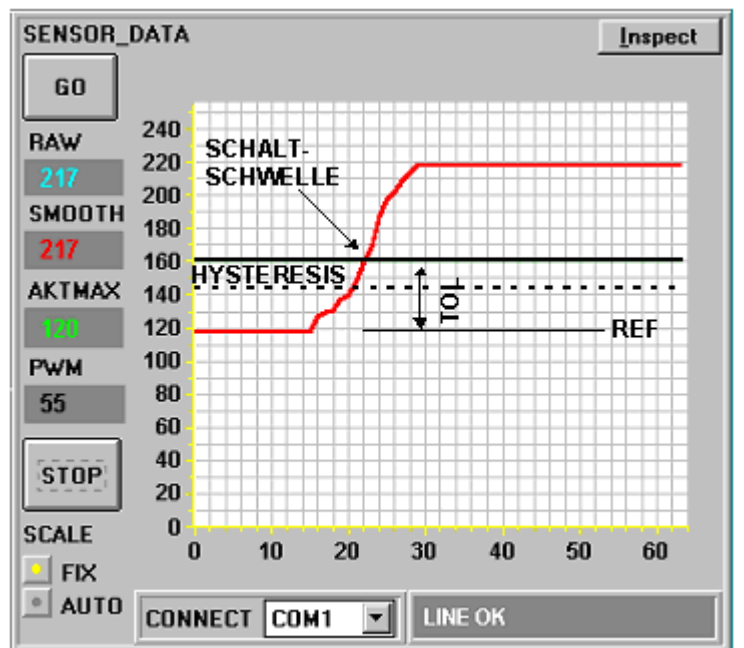 SENSOR_DATA
Inspect
GO
RAW
217
SMOOTH
217
AKTMAX
120
PWM
55
STOP
SCALE
FIX
AUTO
240
220
200
180
160
140
120
100
80
60
40
20
0
0 10 20 30 40 50 60
SCHALT-
SCHWELLE
HYSTERESIS
TOL
REF
CONNECT COM1
LINE OK